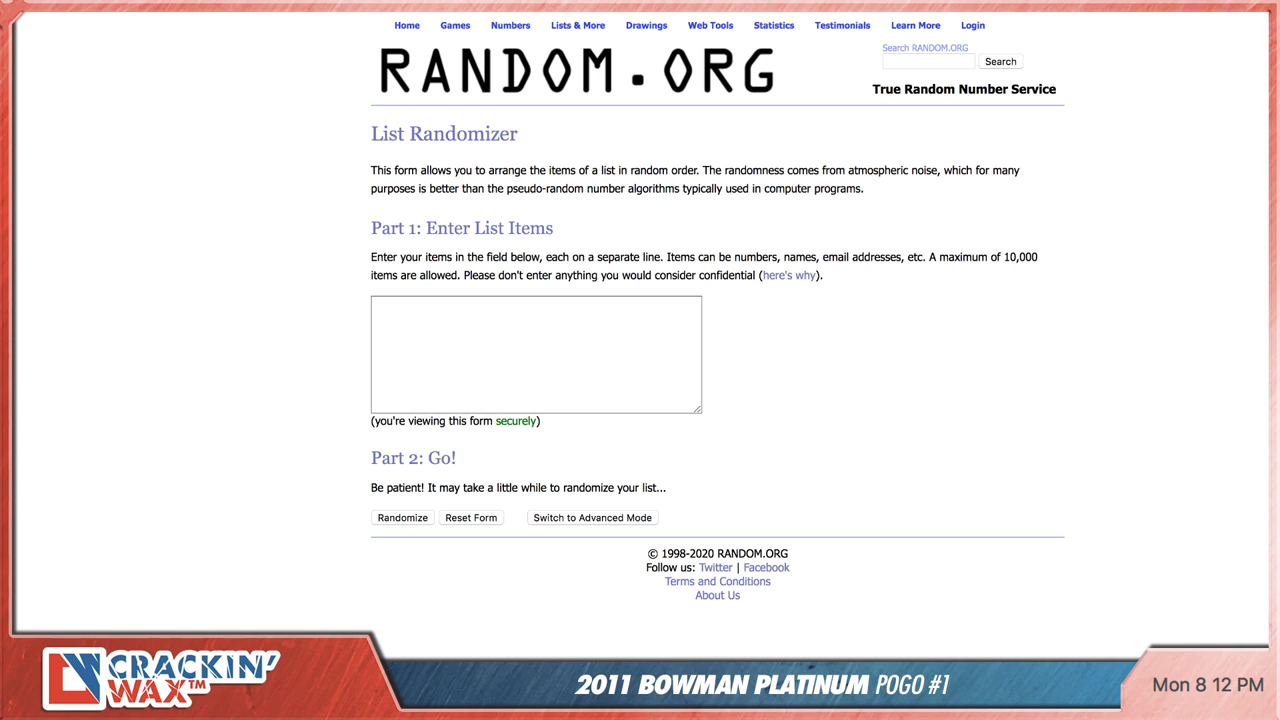 Home Games Numbers Lists & More Drawings Web Tools Statistics Testimonials Learn More Login
RANDOM.ORG
Search RANDOM.ORG
Search
True Random Number Service
List Randomizer
This form allows you to arrange the items of a list in random order. The randomness comes from atmospheric noise, which for many
purposes is better than the pseudo-random number algorithms typically used in computer programs.
Part 1: Enter List Items
Enter your items in the field below, each on a separate line. Items can be numbers, names, email addresses, etc. A maximum of 10,000
items are allowed. Please don't enter anything you would consider confidential (here's why).
(you're viewing this form securely)
Part 2: Go!
Be patient! It may take a little while to randomize your list...
Randomize Reset Form Switch to Advanced Mode
© 1998-2020 RANDOM.ORG
Follow us: Twitter | Facebook
Terms and Conditions
About Us
CRACKIN'
WAX™
2011 BOWMAN PLATINUM POGO #1
Mon 8 12 PM